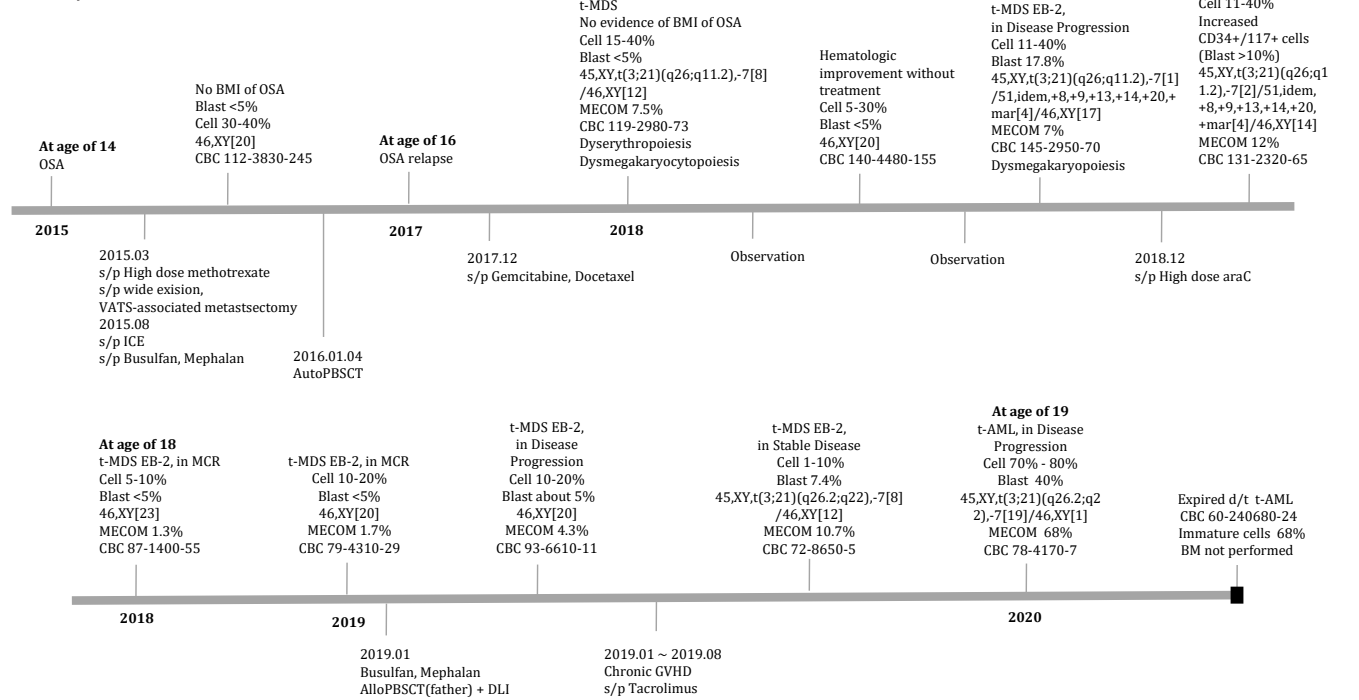 At age of 14
OSA
No BMI of OSA
Blast <5%
Cell 30-40%
46,XY[20]
CBC 112-3830-245
At age of 16
OSA relapse
t-MDS
No evidence of BMI of OSA
Cell 15-40%
Blast <5%
45,XY,t(3;21)(q26;q11.2),-7[8]
/46,XY[12]
MECOM 7.5%
CBC 119-2980-73
Dyserythropoiesis
Dysmegakaryocytopoiesis
Hematologic
improvement without
treatment
Cell 5-30%
Blast <5%
46,XY[20]
CBC 140-4480-155
t-MDS EB-2,
in Disease Progression
Cell 11-40%
Blast 17.8%
45,XY,t(3;21)(q26;q11.2),-7[1]
/51,idem,+8,+9,+13,+14,+20,+
mar[4]/46,XY[17]
MECOM 7%
CBC 145-2950-70
Dysmegakaryopoiesis
Cell 11-40%
Increased
CD34+/117+ cells
(Blast >10%)
45,XY,t(3;21)(q26;q1
1.2),-7[2]/51,idem,
+8,+9,+13,+14,+20,
+mar[4]/46,XY[14]
MECOM 12%
CBC 131-2320-65
2015
2017
2018
2015.03
s/p High dose methotrexate
s/p wide exision,
VATS-associated metastsectomy
2015.08
s/p ICE
s/p Busulfan, Mephalan
2016.01.04
AutoPBSCT
2017.12
s/p Gemcitabine, Docetaxel
Observation
Observation
2018.12
s/p High dose araC
At age of 18
t-MDS EB-2, in MCR
Cell 5-10%
Blast <5%
46,XY[23]
MECOM 1.3%
CBC 87-1400-55
t-MDS EB-2, in MCR
Cell 10-20%
Blast <5%
46,XY[20]
MECOM 1.7%
CBC 79-4310-29
t-MDS EB-2,
in Disease
Progression
Cell 10-20%
Blast about 5%
46,XY[20]
MECOM 4.3%
CBC 93-6610-11
t-MDS EB-2,
in Stable Disease
Cell 1-10%
Blast 7.4%
45,XY,t(3;21)(q26.2;q22),-7[8]
/46,XY[12]
MECOM 10.7%
CBC 72-8650-5
At age of 19
t-AML, in Disease
Progression
Cell 70% - 80%
Blast 40%
45,XY,t(3;21)(q26.2;q2
2),-7[19]/46,XY[1]
MECOM 68%
CBC 78-4170-7
Expired d/t t-AML
CBC 60-240680-24
Immature cells 68%
BM not performed
2018
2019
2020
2019.01
Busulfan, Mephalan
AlloPBSCT(father) + DLI
2019.01 ~ 2019.08
Chronic GVHD
s/p Tacrolimus